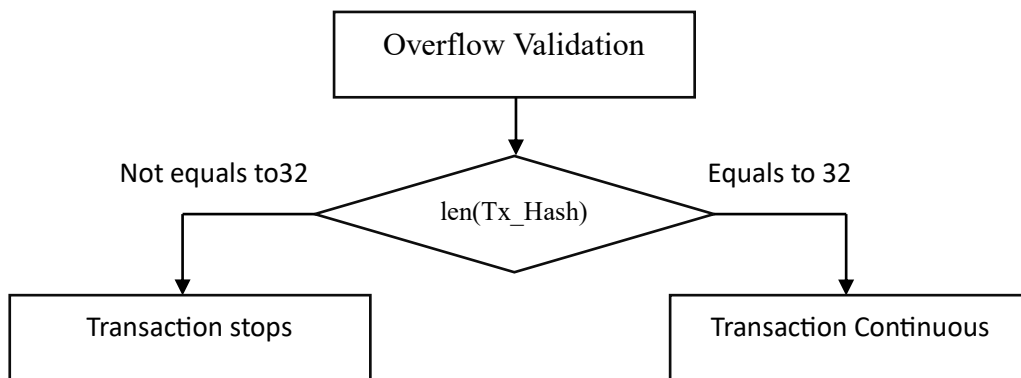 Overflow Validation
Not equals to32
Equals to 32
len(Tx_Hash)
Transaction stops
Transaction Continuous